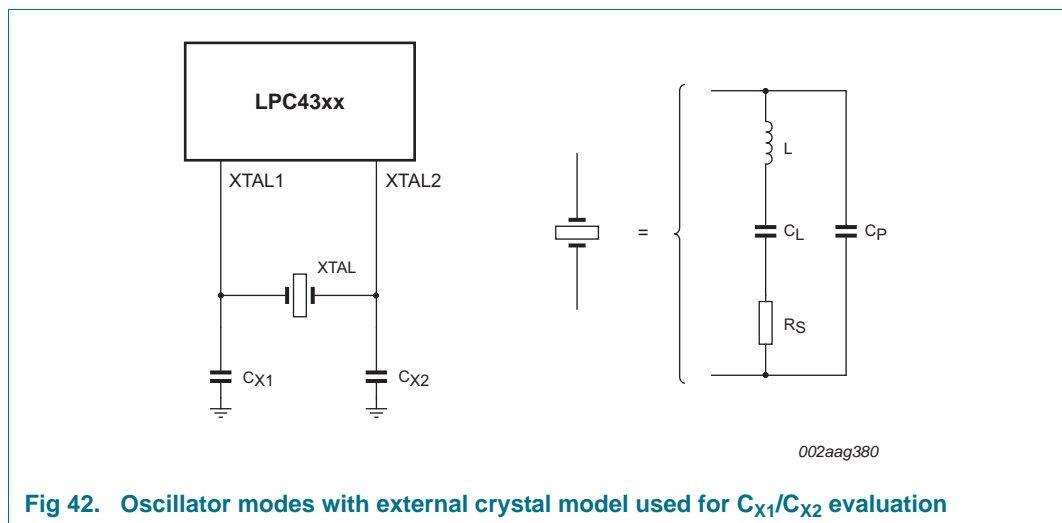 LPC43xx
XTAL1
XTAL2
XTAL
CX1
CX2
=
L
CL
CP
RS
002aag380
Fig 42. Oscillator modes with external crystal model used for CX1/CX2 evaluation